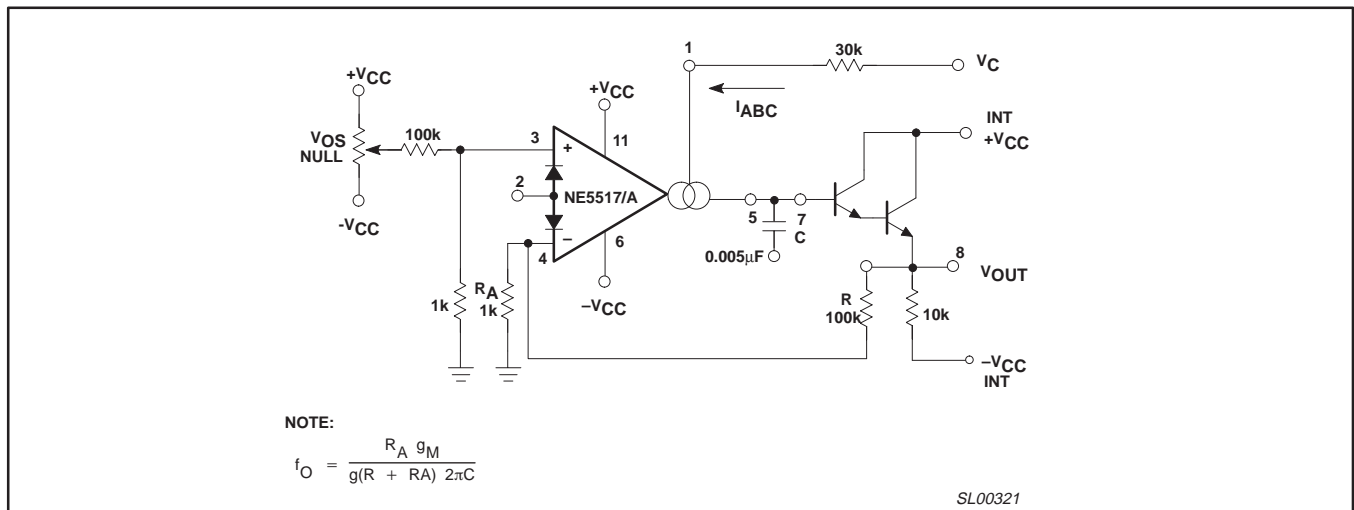 1
30k
VC
+VCC
+VCC
IABC
INT
+VCC
VOS
NULL
100k
3
+
11
2
NE5517/A
-VCC
5
7
C
0.005µF
–
4
6
–VCC
8
VOUT
1k
RA
1k
R
100k
10k
–VCC
INT
NOTE:
fO = RA gM / g(R + RA) 2πC
SL00321